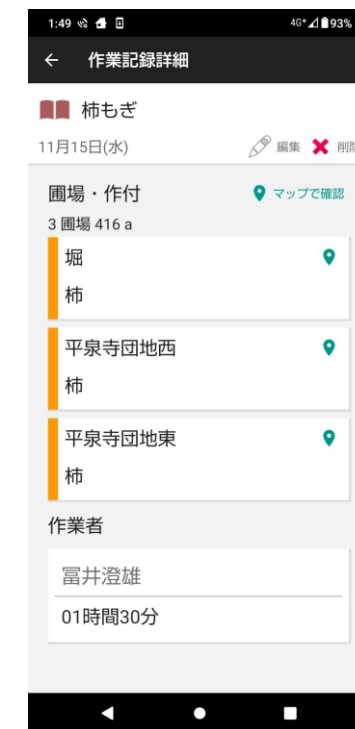 1:49 4G+ 93%
← 作業記録詳細
柿もぎ
11月15日(水) 編集 削除
圃場・作付 マップで確認
3 圃場 416 a
堀
柿
平泉寺団地西
柿
平泉寺団地東
柿
作業者
冨井澄雄
01時間30分